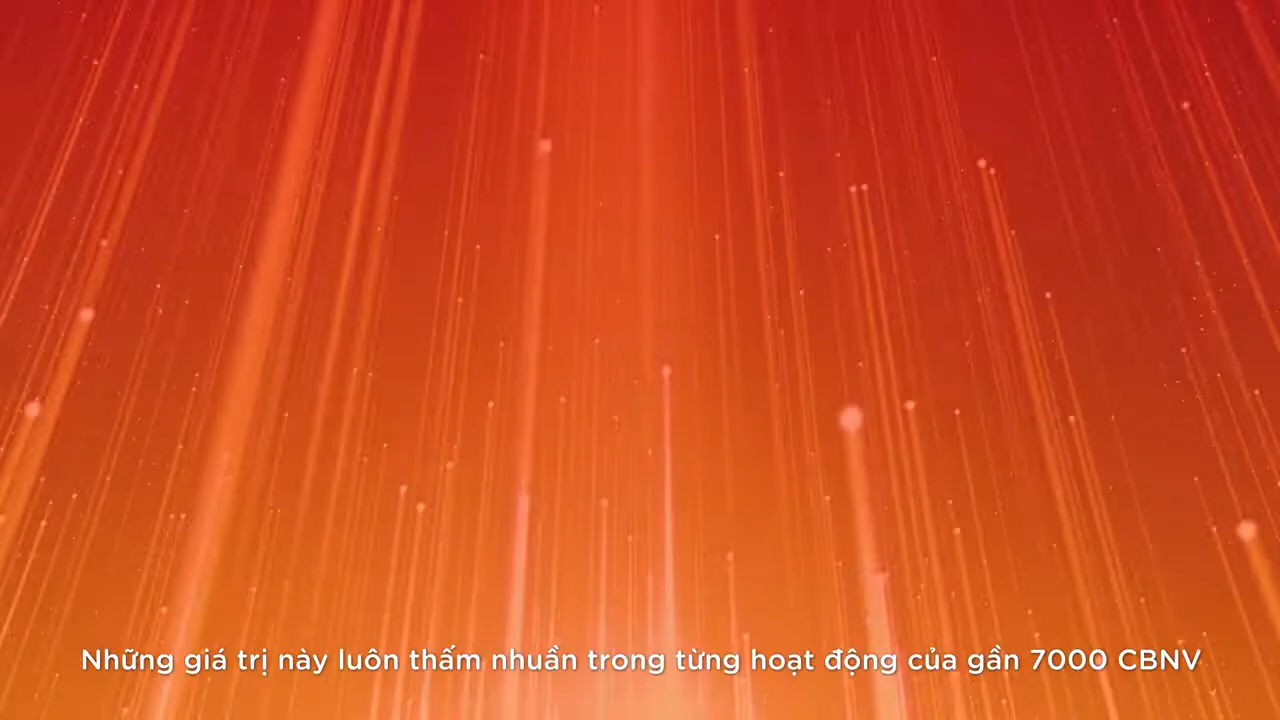 Những giá trị này luôn thấm nhuần trong từng hoạt động của gần 7000 CBNV